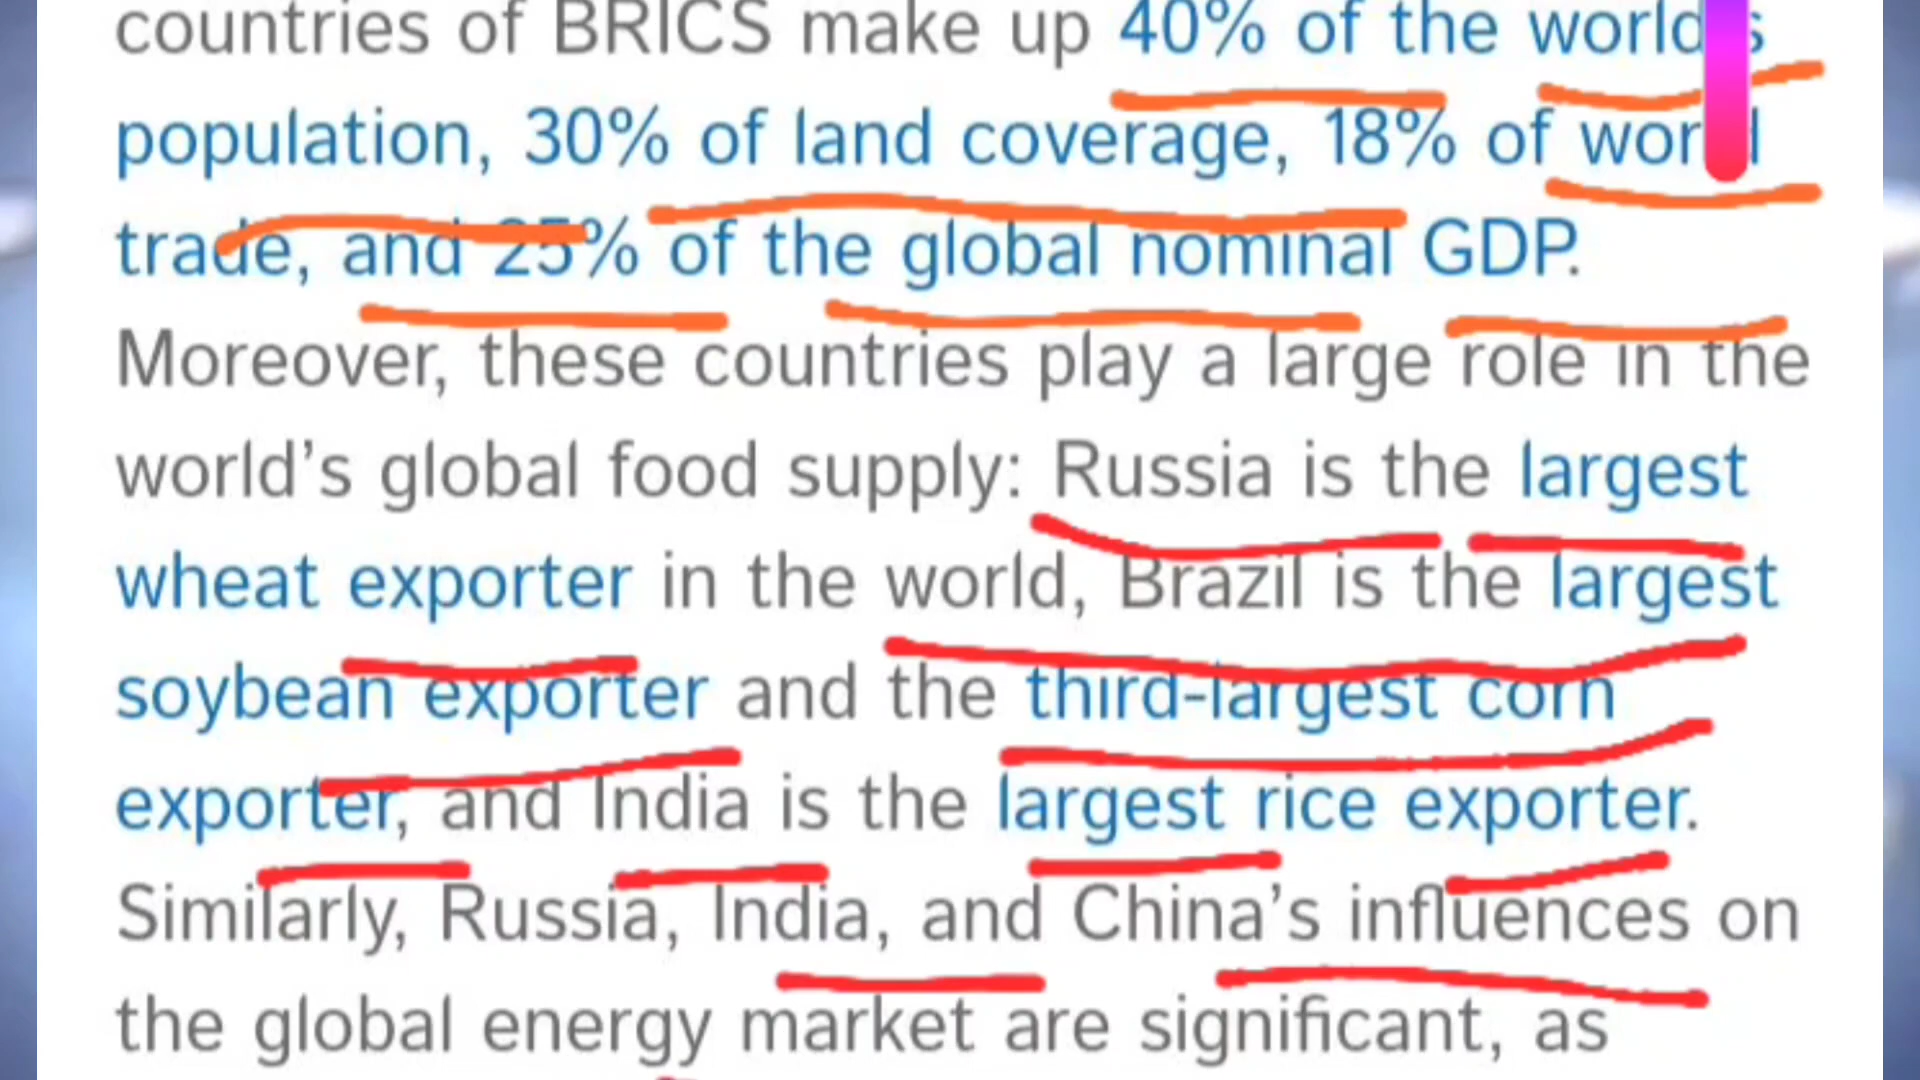 countries of BRICS make up 40% of the world's
population, 30% of land coverage, 18% of world
trade, and 25% of the global nominal GDP.
Moreover, these countries play a large role in the
world’s global food supply: Russia is the largest
wheat exporter in the world, Brazil is the largest
soybean exporter and the third-largest corn
exporter, and India is the largest rice exporter.
Similarly, Russia, India, and China’s influences on
the global energy market are significant, as